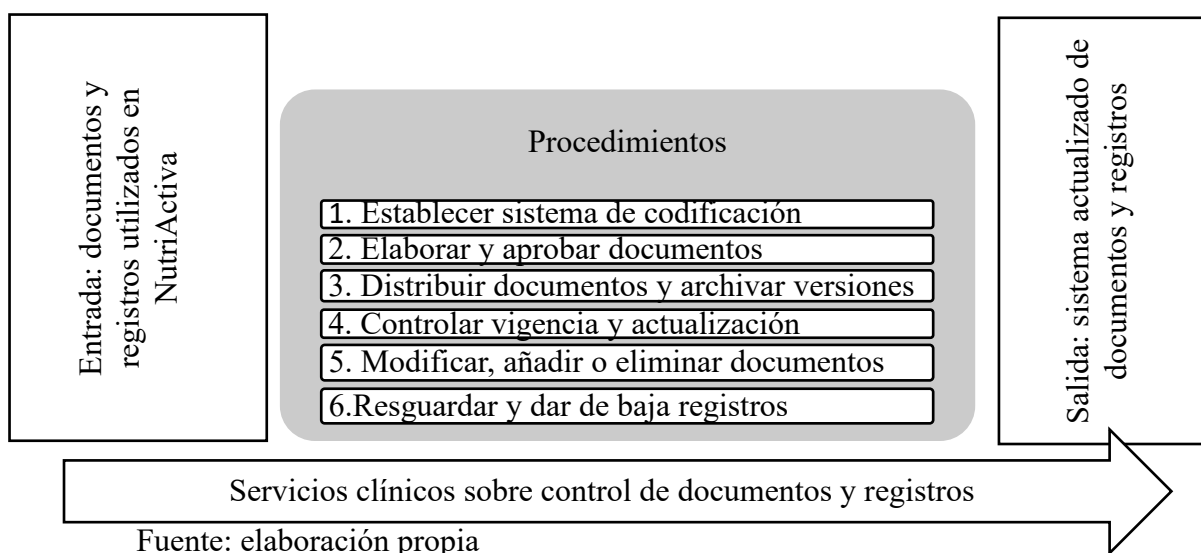 Entrada: documentos y
registros utilizados en
NutriActiva
Procedimientos
1. Establecer sistema de codificación
2. Elaborar y aprobar documentos
3. Distribuir documentos y archivar versiones
4. Controlar vigencia y actualización
5. Modificar, añadir o eliminar documentos
6.Resguardar y dar de baja registros
Salida: sistema actualizado de
documentos y registros
Servicios clínicos sobre control de documentos y registros
Fuente: elaboración propia